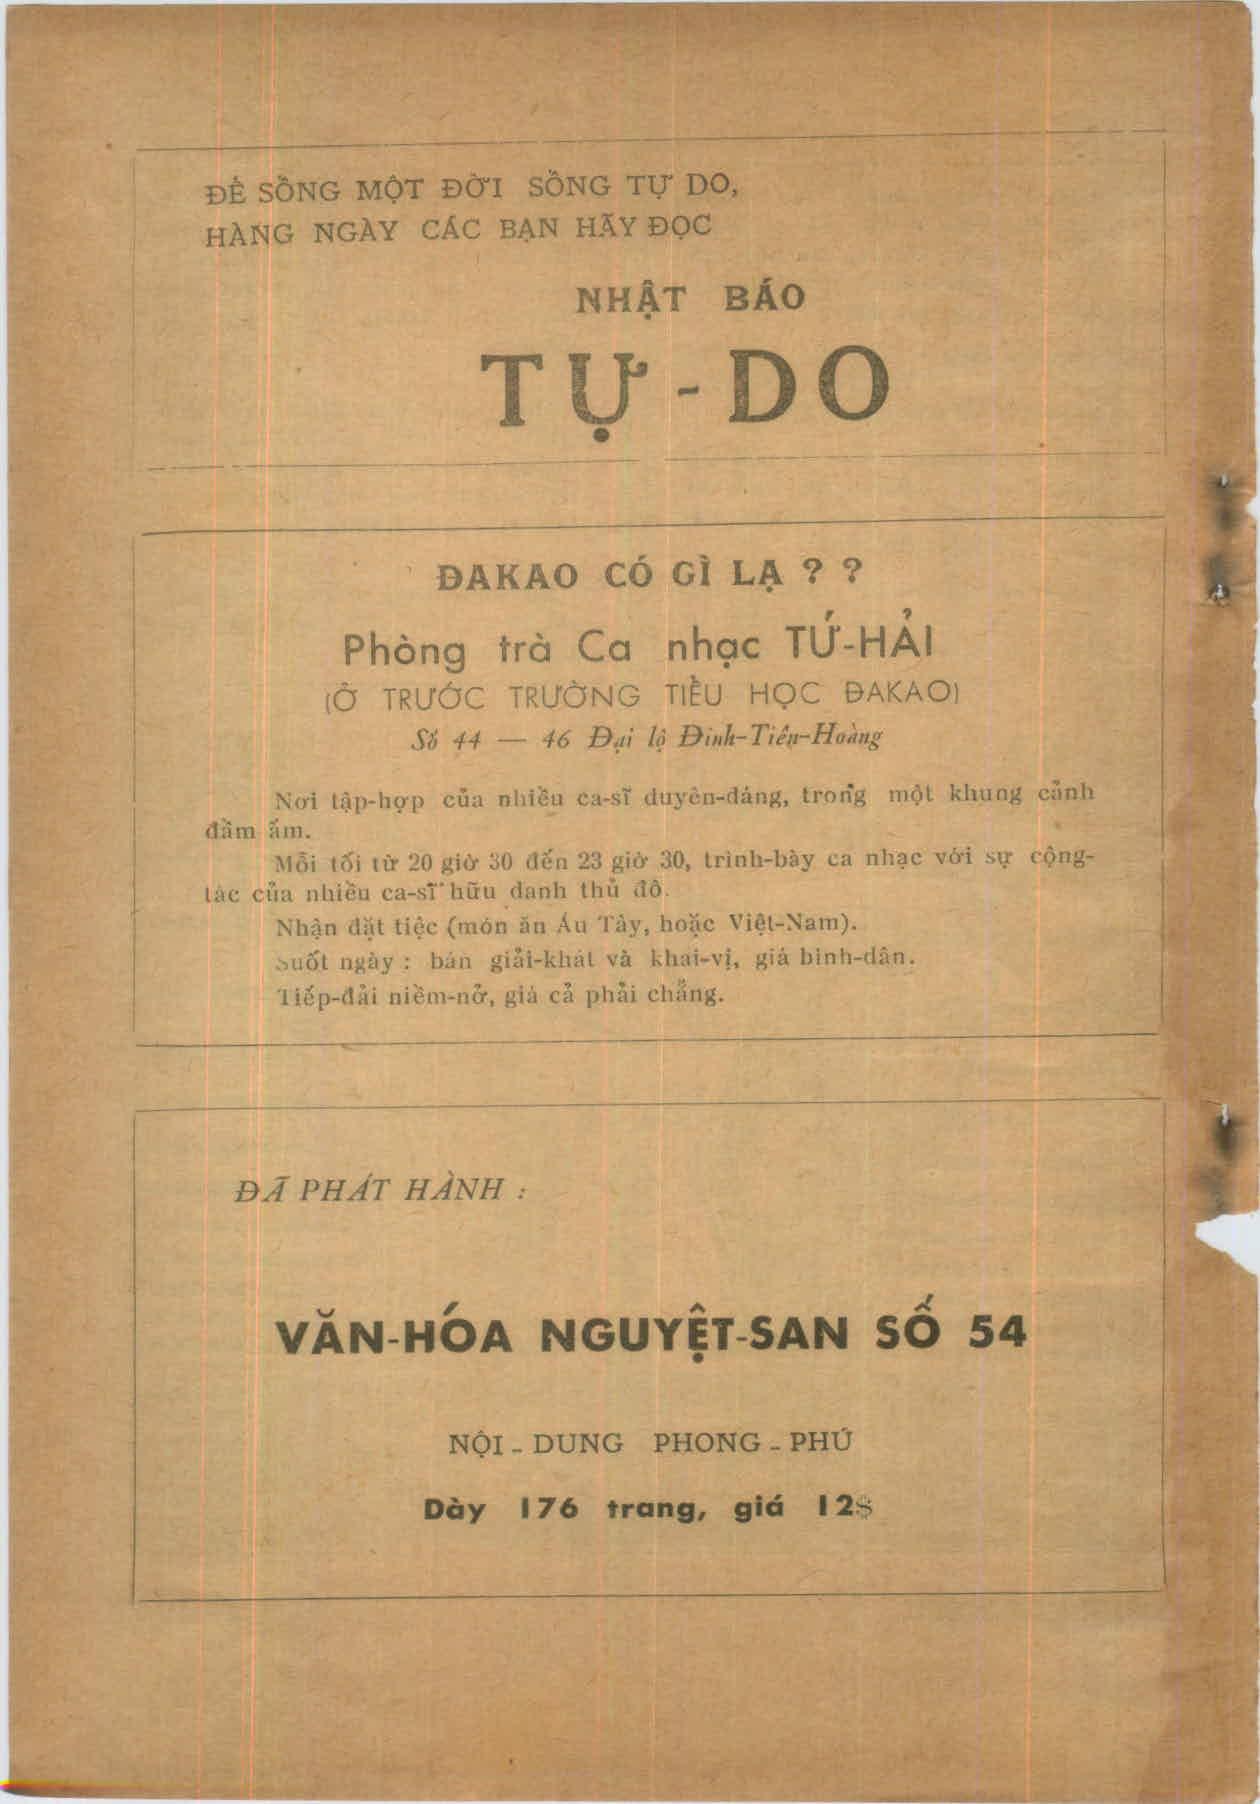 ĐỂ SỐNG MỘT ĐỜI SỐNG TỰ DO,
HÀNG NGÀY CÁC BẠN HÃY ĐỌC
NHẬT BÁO
TỰ-DO
ĐAKAO CÓ GÌ LẠ ? ?
Phòng trà Ca nhạc TỨ-HẢI
(Ở TRƯỚC TRƯỜNG TIỂU HỌC ĐAKAO)
Số 44 — 46 Đại lộ Đinh-Tiên-Hoàng
Nơi tập-hợp của nhiều ca-sĩ duyên-dáng, trong một khung cảnh
đầm ấm.
Mỗi tối từ 20 giờ 30 đến 23 giờ 30, trình-bày ca nhạc với sự cộng-
tác của nhiều ca-sĩ hữu danh thủ đô.
Nhận đặt tiệc (món ăn Âu Tây, hoặc Việt-Nam).
Suốt ngày : bán giải-khát và khai-vị, giá bình-dân.
Tiếp-đãi niềm-nở, giá cả phải chăng.
ĐÃ PHÁT HÀNH :
VĂN-HÓA NGUYỆT-SAN SỐ 54
NỘI - DUNG PHONG - PHÚ
Dày 176 trang, giá 12$